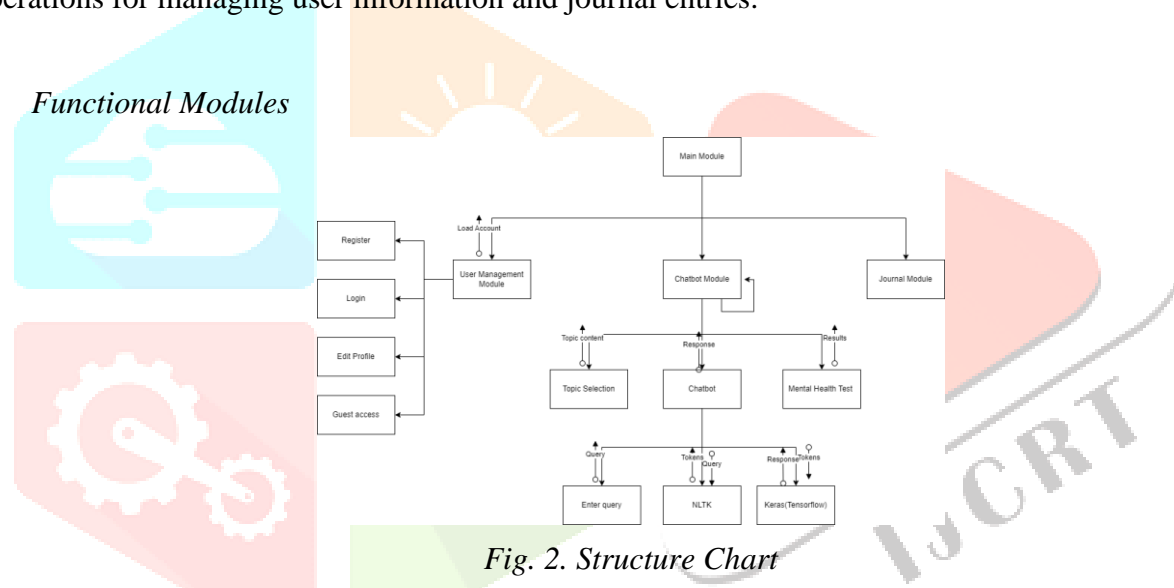 erations for managing user information and journal entries.
Functional Modules
Main Module
Load Account
Register
User Management
Module
Chatbot Module
Journal Module
Login
Topic content
Response
Results
Edit Profile
Topic Selection
Chatbot
Mental Health Test
Guest access
Query
Tokens
Query
Response
Tokens
Enter query
NLTK
Keras(Tensorflow)
Fig. 2. Structure Chart
IJCRT